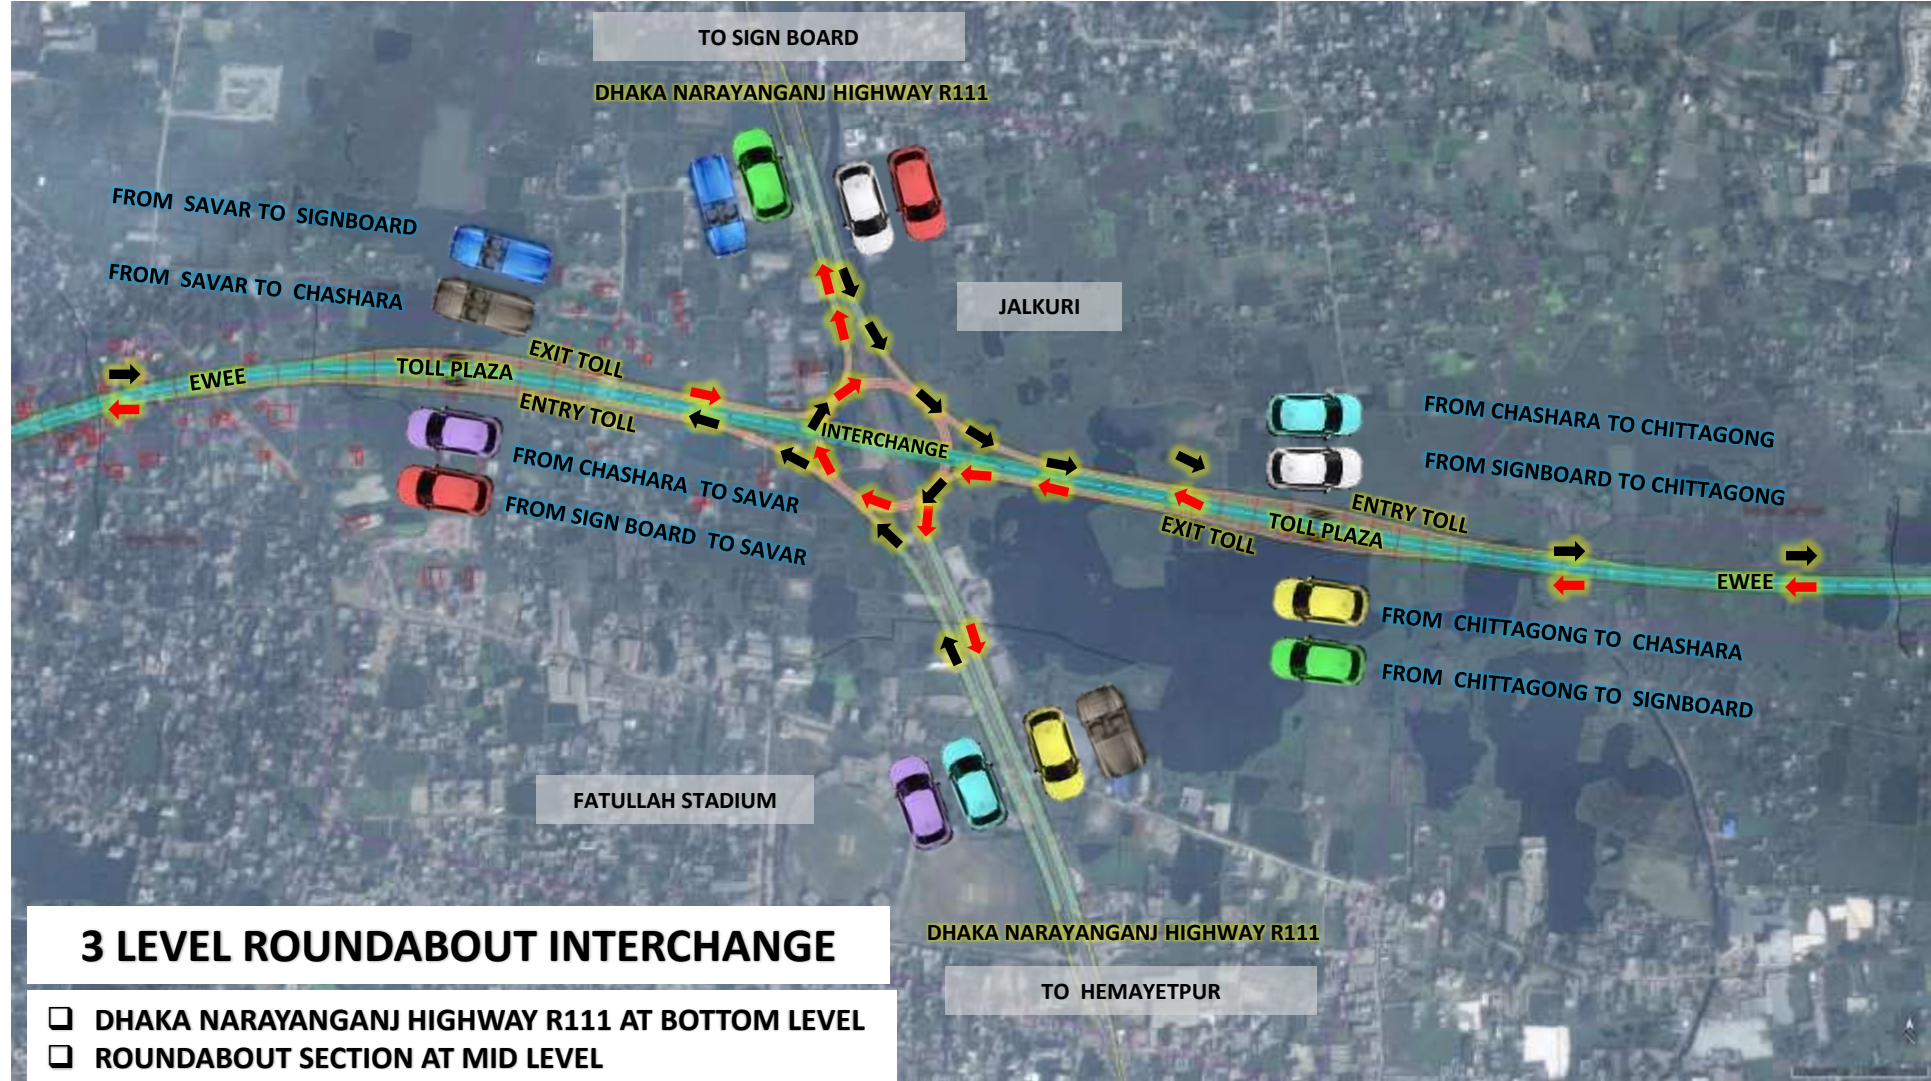 TO SIGN BOARD
DHAKA NARAYANGANJ HIGHWAY R111
FROM SAVAR TO SIGNBOARD
FROM SAVAR TO CHASHARA
JALKURI
EXIT TOLL
TOLL PLAZA
EWEE
ENTRY TOLL
INTERCHANGE
FROM CHASHARA TO SAVAR
FROM SIGN BOARD TO SAVAR
FROM CHASHARA TO CHITTAGONG
FROM SIGNBOARD TO CHITTAGONG
ENTRY TOLL
TOLL PLAZA
EXIT TOLL
EWEE
FROM CHITTAGONG TO CHASHARA
FROM CHITTAGONG TO SIGNBOARD
FATULLAH STADIUM
DHAKA NARAYANGANJ HIGHWAY R111
TO HEMAYETPUR
3 LEVEL ROUNDABOUT INTERCHANGE
DHAKA NARAYANGANJ HIGHWAY R111 AT BOTTOM LEVEL
ROUNDABOUT SECTION AT MID LEVEL